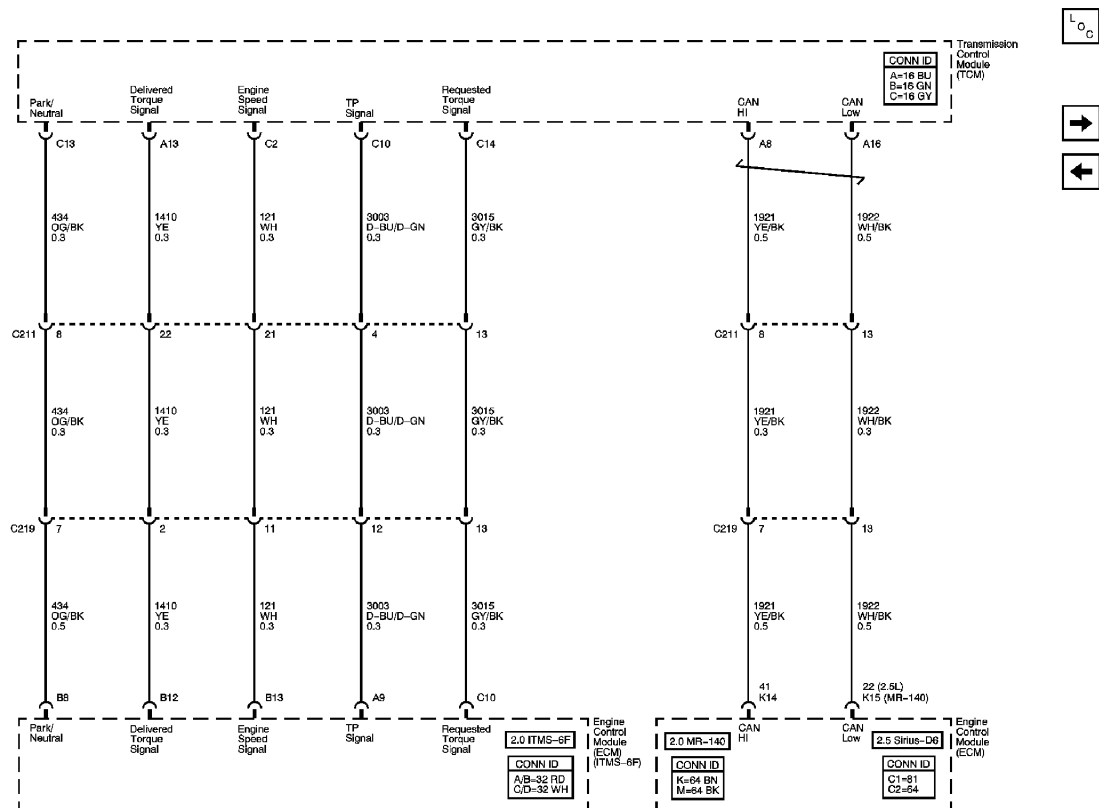 L
O
C
Transmission
Control
Module
(TCM)
CONN ID
A=16 BU
B=16 GN
C=16 GY
Park/
Neutral
Delivered
Torque
Signal
Engine
Speed
Signal
TP
Signal
Requested
Torque
Signal
CAN
HI
CAN
Low
C13
A13
C2
C10
C14
A8
A16
434
OG/BK
0.3
1410
YE
0.3
121
WH
0.3
3003
D-BU/D-GN
0.3
3015
GY/BK
0.3
1921
YE/BK
0.5
1922
WH/BK
0.5
C211 8 22 21 4 13
C211 8 13
434
OG/BK
0.3
1410
YE
0.3
121
WH
0.3
3003
D-BU/D-GN
0.3
3015
GY/BK
0.3
1921
YE/BK
0.3
1922
WH/BK
0.3
C219 7 2 11 12 13
C219 7 13
434
OG/BK
0.5
1410
YE
0.3
121
WH
0.3
3003
D-BU/D-GN
0.3
3015
GY/BK
0.3
1921
YE/BK
0.5
1922
WH/BK
0.5
B8
B12
B13
A9
C10
41
K14
22 (2.5L)
K15 (MR-140)
Park/
Neutral
Delivered
Torque
Signal
Engine
Speed
Signal
TP
Signal
Requested
Torque
Signal
2.0 ITMS-6F
CONN ID
A/B=32 RD
C/D=32 WH
Engine
Control
Module
(ECM)
(ITMS-6F)
2.0 MR-140
CONN ID
K=64 BN
M=64 BK
CAN
HI
CAN
Low
2.5 Sirius-D6
CONN ID
C1=81
C2=64
Engine
Control
Module
(ECM)